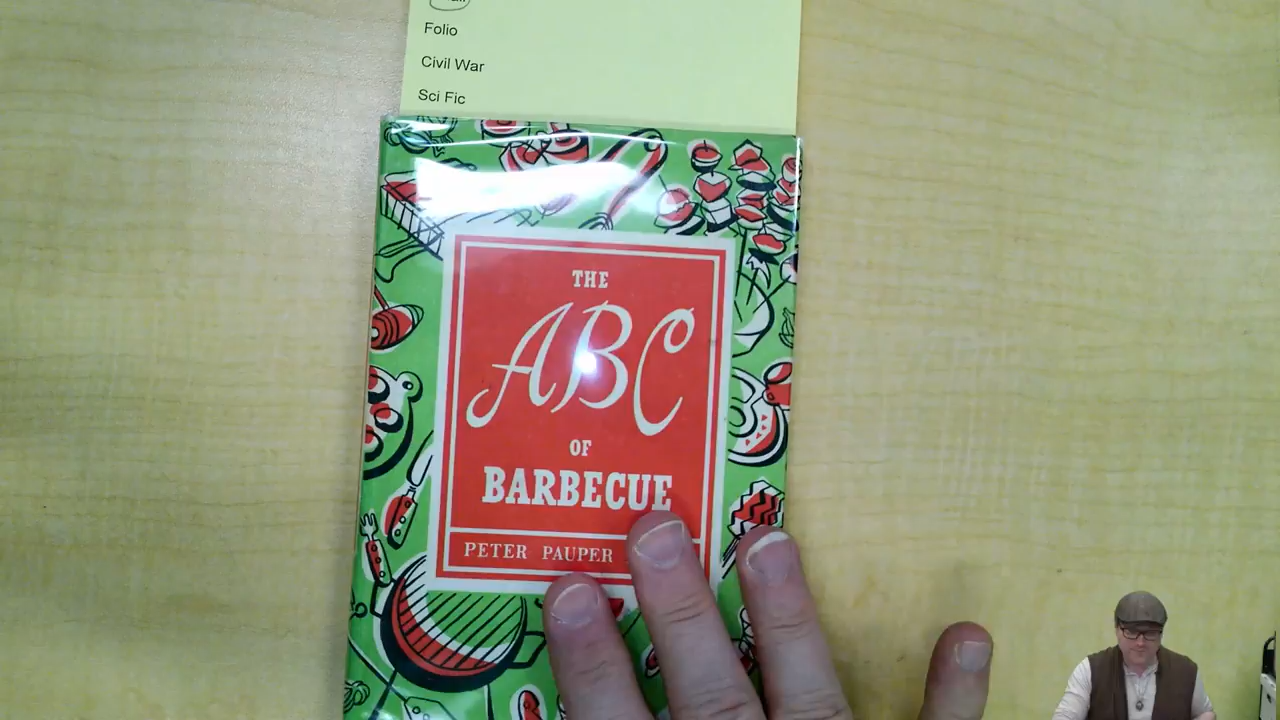 Folio
Civil War
Sci Fic
THE
ABC
OF
BARBECUE
PETER PAUPER